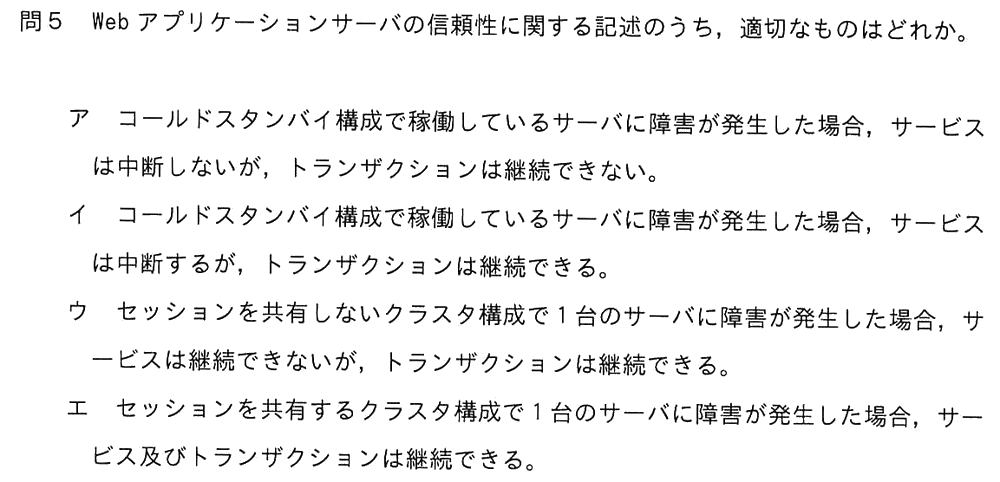 問５　Web アプリケーションサーバの信頼性に関する記述のうち，適切なものはどれか。
ア　コールドスタンバイ構成で稼働しているサーバに障害が発生した場合，サービス
は中断しないが，トランザクションは継続できない。
イ　コールドスタンバイ構成で稼働しているサーバに障害が発生した場合，サービス
は中断するが，トランザクションは継続できる。
ウ　セッションを共有しないクラスタ構成で１台のサーバに障害が発生した場合，サ
ービスは継続できないが，トランザクションは継続できる。
エ　セッションを共有するクラスタ構成で１台のサーバに障害が発生した場合，サー
ビス及びトランザクションは継続できる。